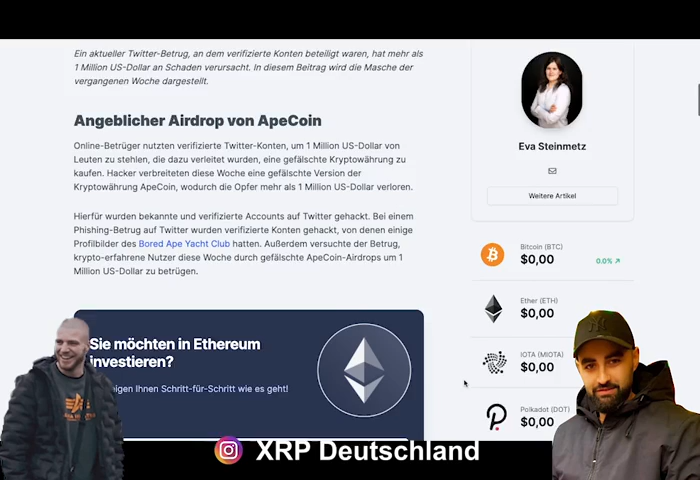 Ein aktueller Twitter-Betrug, an dem verifizierte Konten beteiligt waren, hat mehr als
1 Million US-Dollar an Schaden verursacht. In diesem Beitrag wird die Masche der
vergangenen Woche dargestellt.
Angeblicher Airdrop von ApeCoin
Online-Betrüger nutzten verifizierte Twitter-Konten, um 1 Million US-Dollar von
Leuten zu stehlen, die dazu verleitet wurden, eine gefälschte Kryptowährung zu
kaufen. Hacker verbreiteten diese Woche eine gefälschte Version der
Kryptowährung ApeCoin, wodurch die Opfer mehr als 1 Million US-Dollar verloren.
Hierfür wurden bekannte und verifizierte Accounts auf Twitter gehackt. Bei einem
Phishing-Betrug auf Twitter wurden verifizierte Konten gehackt, von denen einige
Profilbilder des Bored Ape Yacht Club hatten. Außerdem versuchte der Betrug,
krypto-erfahrene Nutzer diese Woche durch gefälschte ApeCoin-Airdrops um 1
Million US-Dollar zu betrügen.
Sie möchten in Ethereum
investieren?
eigen Ihnen Schritt-für-Schritt wie es geht!
Eva Steinmetz
Weitere Artikel
Bitcoin (BTC)
$0,00
0.0%
Ether (ETH)
$0,00
IOTA (MIOTA)
$0,00
Polkadot (DOT)
$0,00
XRP Deutschland